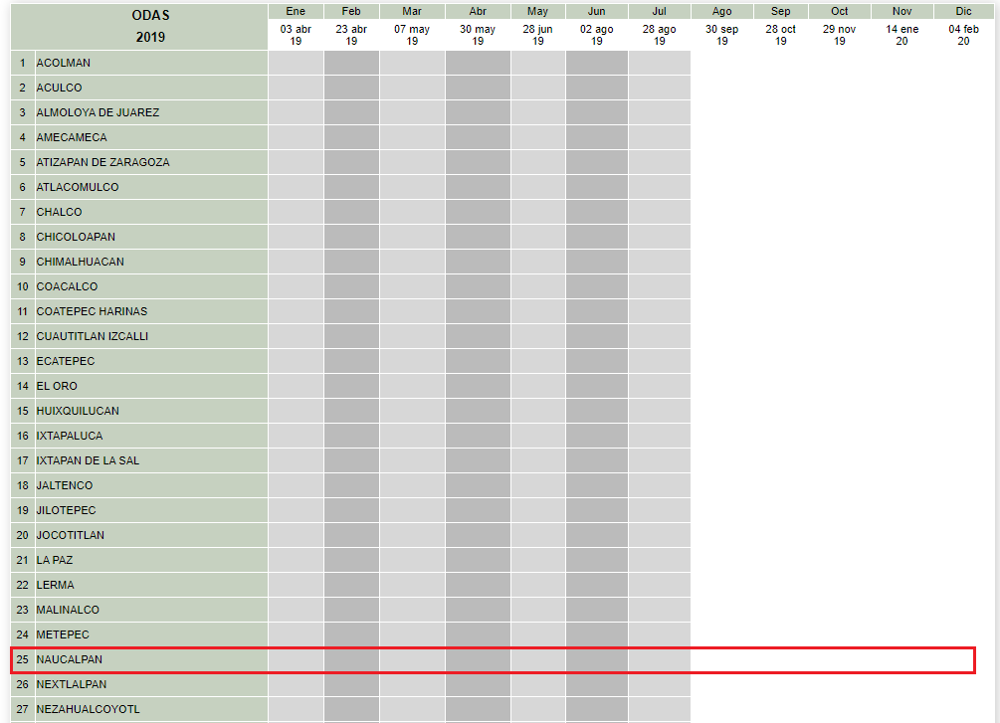 ODAS
2019
Ene Feb Mar Abr May Jun Jul Ago Sep Oct Nov Dic
03 abr 19 23 abr 19 07 may 19 30 may 19 28 jun 19 02 ago 19 28 ago 19 30 sep 19 28 oct 19 29 nov 19 14 ene 20 04 feb 20
1 ACOLMAN
2 ACULCO
3 ALMOLOYA DE JUAREZ
4 AMECAMECA
5 ATIZAPAN DE ZARAGOZA
6 ATLACOMULCO
7 CHALCO
8 CHICOLOAPAN
9 CHIMALHUACAN
10 COACALCO
11 COATEPEC HARINAS
12 CUAUTITLAN IZCALLI
13 ECATEPEC
14 EL ORO
15 HUIXQUILUCAN
16 IXTAPALUCA
17 IXTAPAN DE LA SAL
18 JALTENCO
19 JILOTEPEC
20 JOCOTITLAN
21 LA PAZ
22 LERMA
23 MALINALCO
24 METEPEC
25 NAUCALPAN
26 NEXTLALPAN
27 NEZAHUALCOYOTL